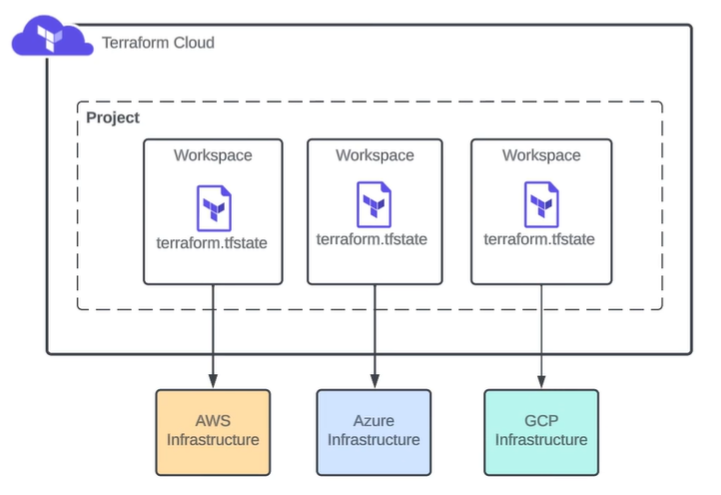 Terraform Cloud
Project
Workspace
terraform.tfstate
Workspace
terraform.tfstate
Workspace
terraform.tfstate
AWS
Infrastructure
Azure
Infrastructure
GCP
Infrastructure